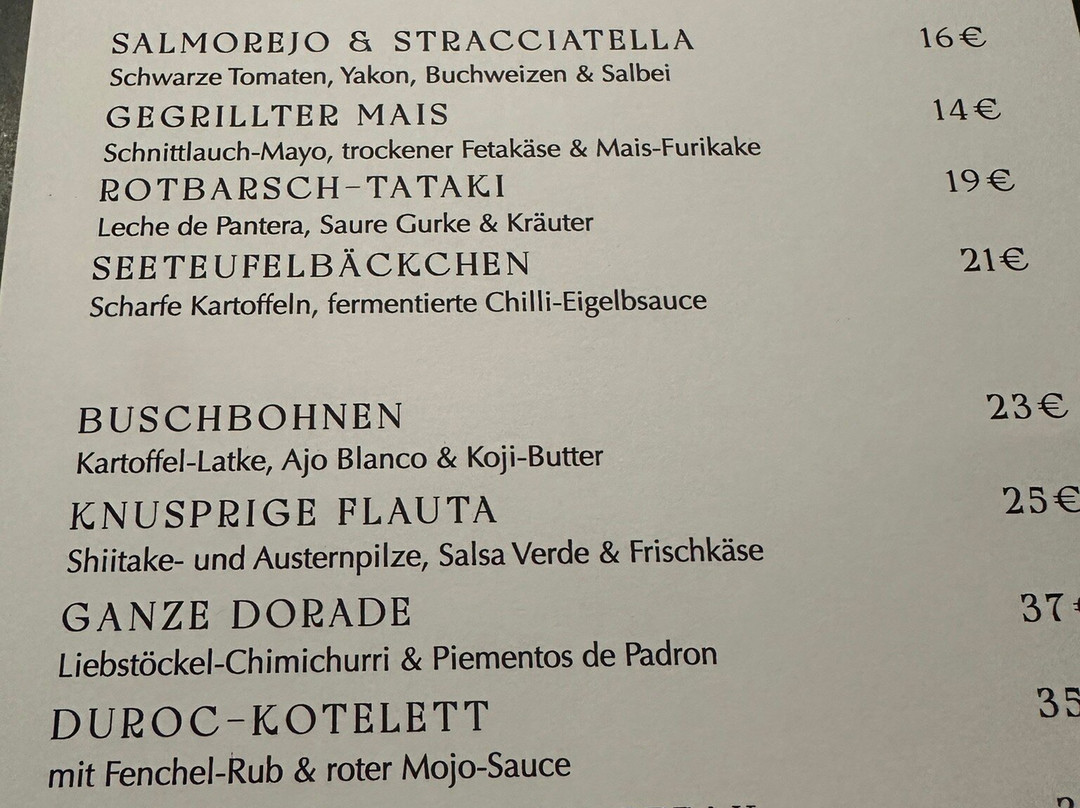 SALMOREJO & STRACCIATELLA 16€
Schwarze Tomaten, Yakon, Buchweizen & Salbei
GEGRILLTER MAIS 14€
Schnittlauch-Mayo, trockener Fetakäse & Mais-Furikake
ROTBARSCH-TATAKI 19€
Leche de Pantera, Saure Gurke & Kräuter
SEETEUFELBÄCKCHEN 21€
Scharfe Kartoffeln, fermentierte Chilli-Eigelbsauce
BUSCHBOHNEN 23€
Kartoffel-Latke, Ajo Blanco & Koji-Butter
KNUSPRIGE FLAUTA 25€
Shiitake- und Austernpilze, Salsa Verde & Frischkäse
GANZE DORADE 37€
Liebstöckel-Chimichurri & Piementos de Padron
DUROC-KOTELETT 35
mit Fenchel-Rub & roter Mojo-Sauce